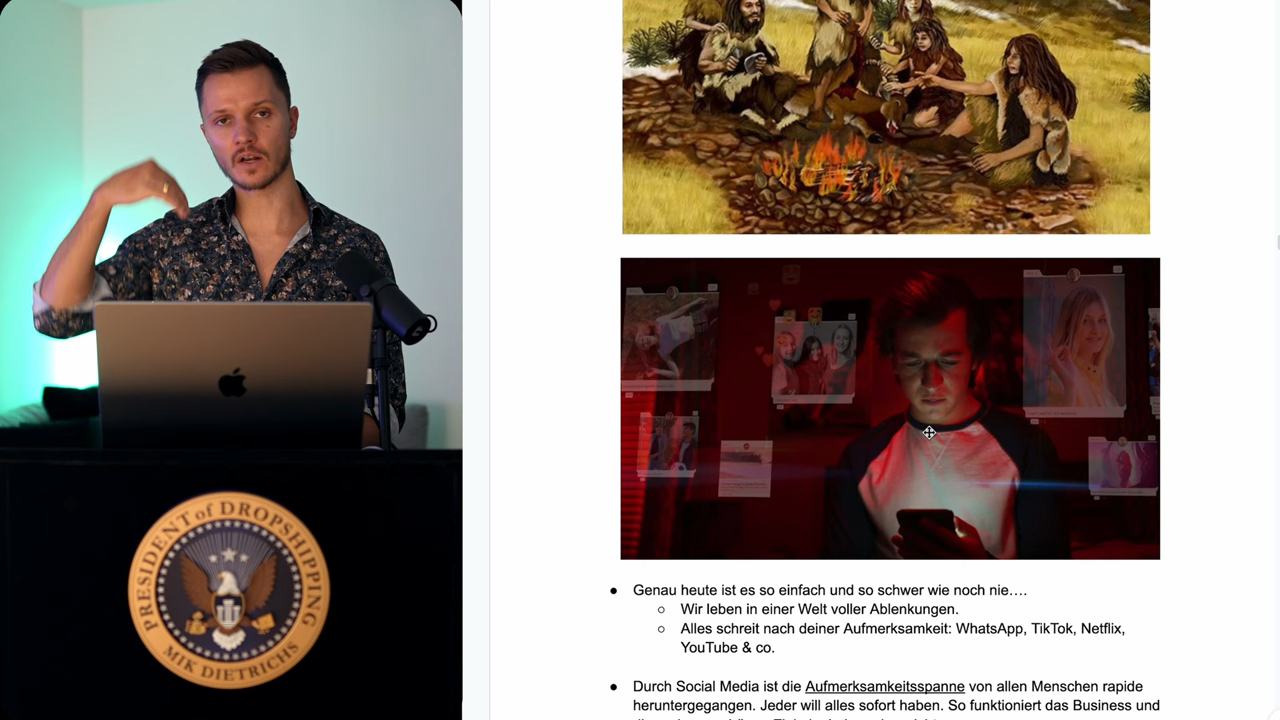 PRESIDENT of DROPSHIPPING
MIK DIETRICHS
● Genau heute ist es so einfach und so schwer wie noch nie….
○ Wir leben in einer Welt voller Ablenkungen.
○ Alles schreit nach deiner Aufmerksamkeit: WhatsApp, TikTok, Netflix,
YouTube & co.
● Durch Social Media ist die Aufmerksamkeitsspanne von allen Menschen rapide
heruntergegangen. Jeder will alles sofort haben. So funktioniert das Business und